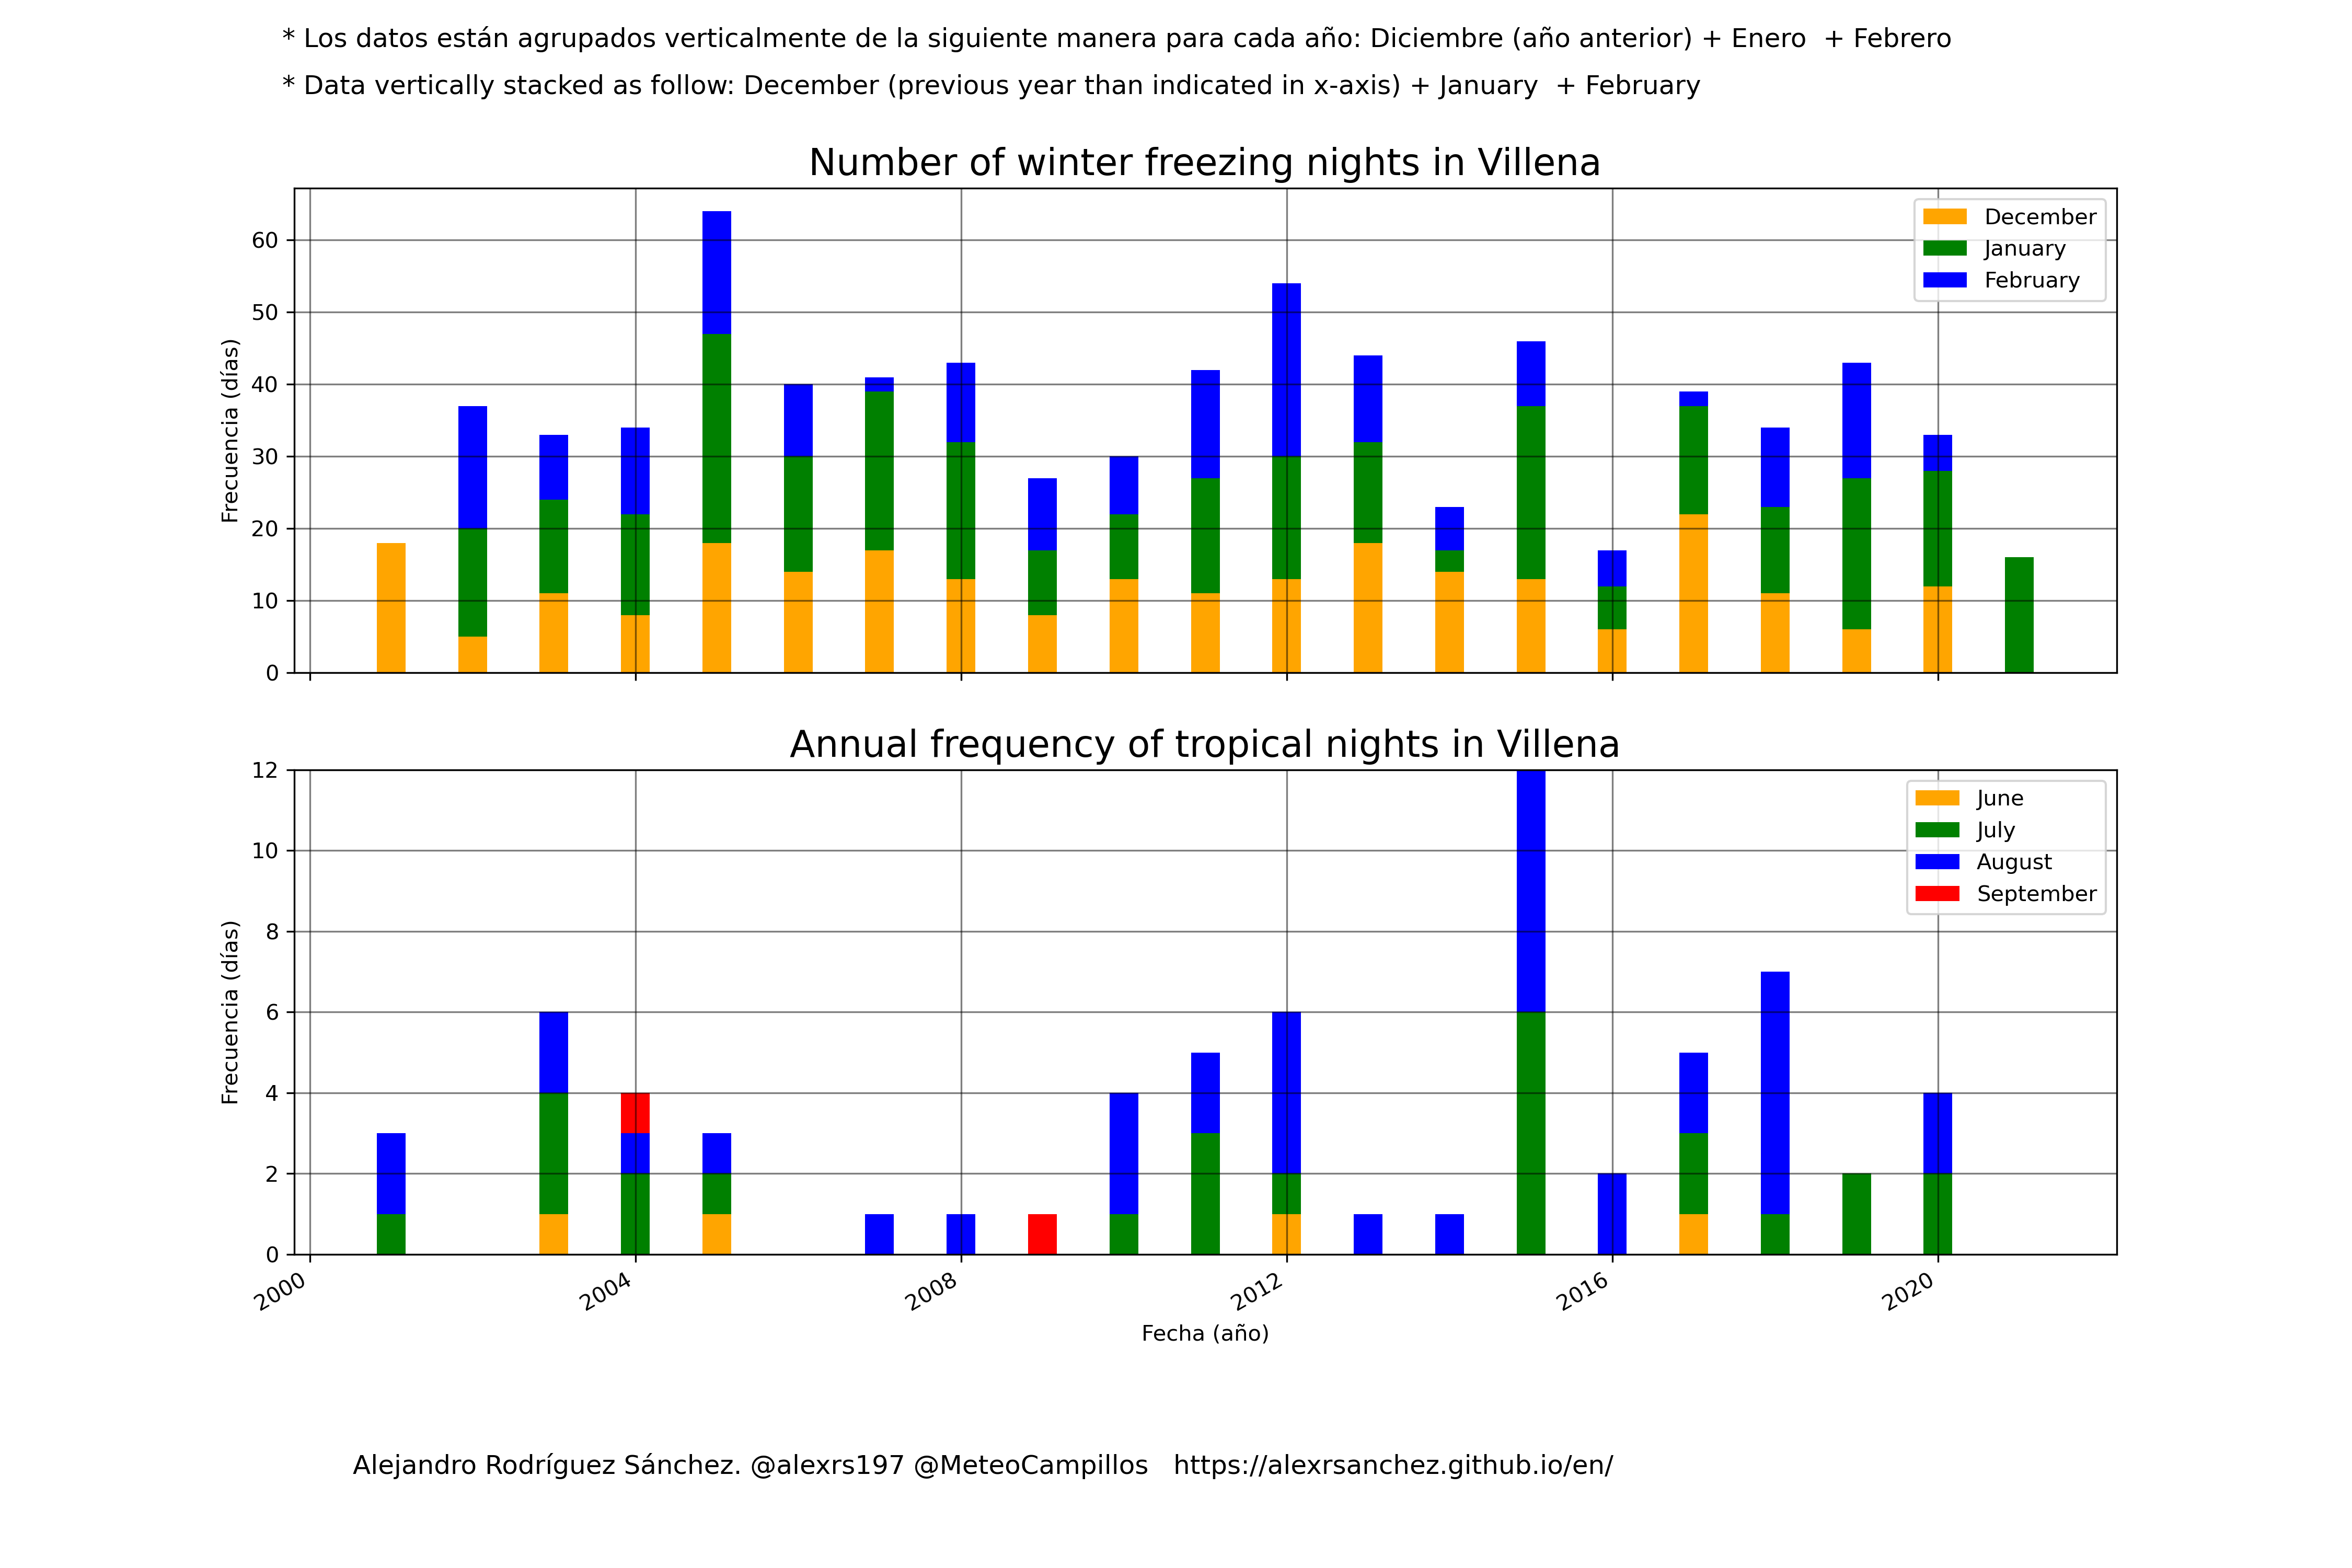 * Los datos están agrupados verticalmente de la siguiente manera para cada año: Diciembre (año anterior) + Enero  + Febrero
* Data vertically stacked as follow: December (previous year than indicated in x-axis) + January  + February
Number of winter freezing nights in Villena
Frecuencia (días)
60
50
40
30
20
10
0
December
January
February
Annual frequency of tropical nights in Villena
Frecuencia (días)
12
10
8
6
4
2
0
June
July
August
September
2000
2004
2008
2012
2016
2020
Fecha (año)
Alejandro Rodríguez Sánchez. @alexrs197 @MeteoCampillos   https://alexrsanchez.github.io/en/